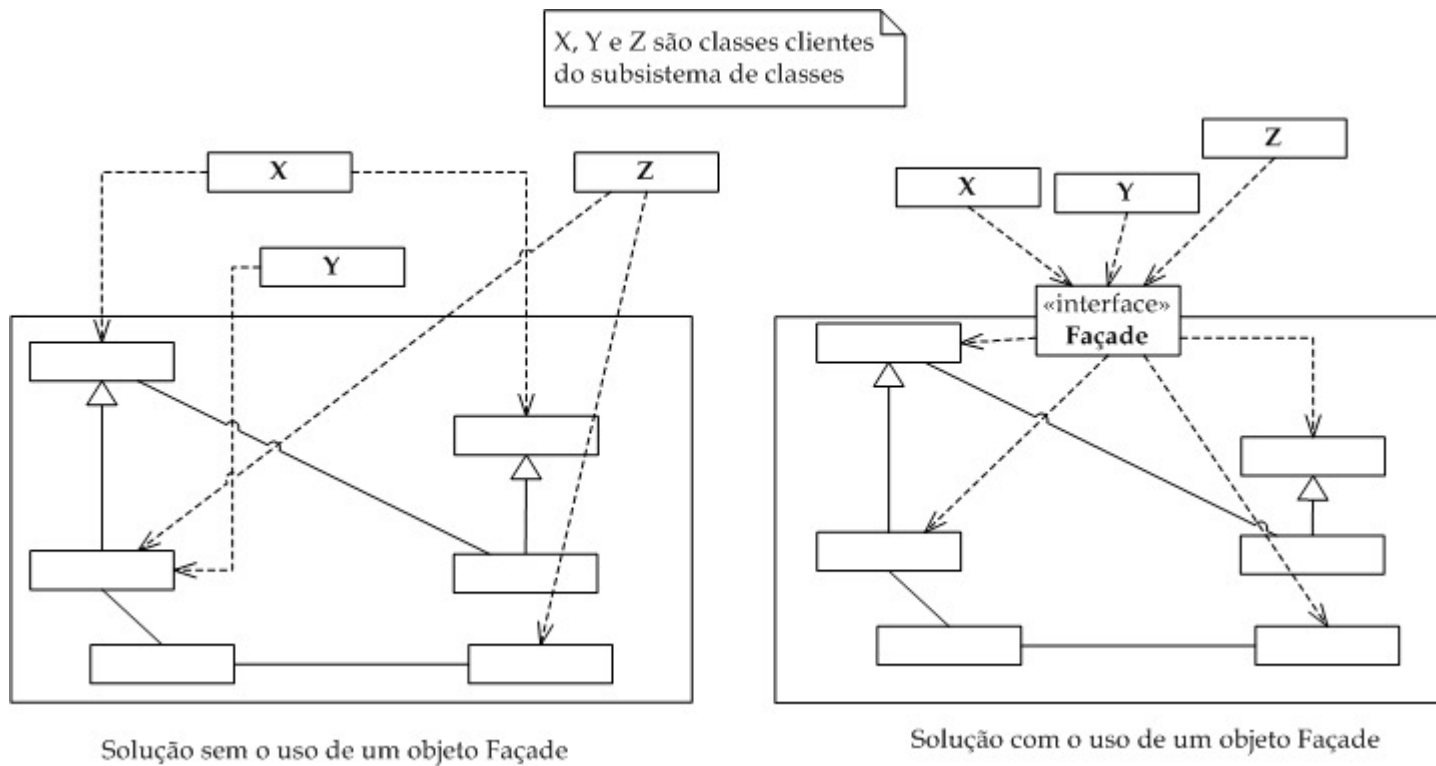 X, Y e Z são classes clientes
do subsistema de classes
X
Z
Y
Solução sem o uso de um objeto Façade
Z
X
Y
«interface»
Façade
Solução com o uso de um objeto Façade